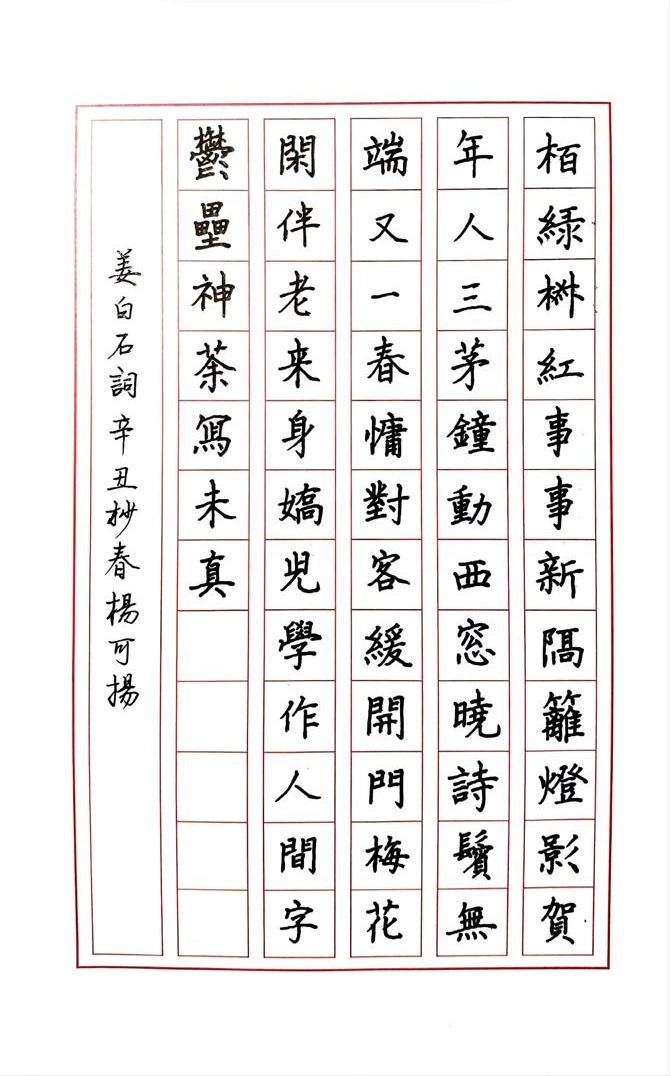 栢緑椒紅事事新隔籬燈影賀
年人三茅鐘動西窓曉詩鬢無
端又一春慵對客緩開門梅花
閑伴老来身嬌児學作人間字
鬱壘神荼寫未真
姜白石詞辛丑杪春楊可揚